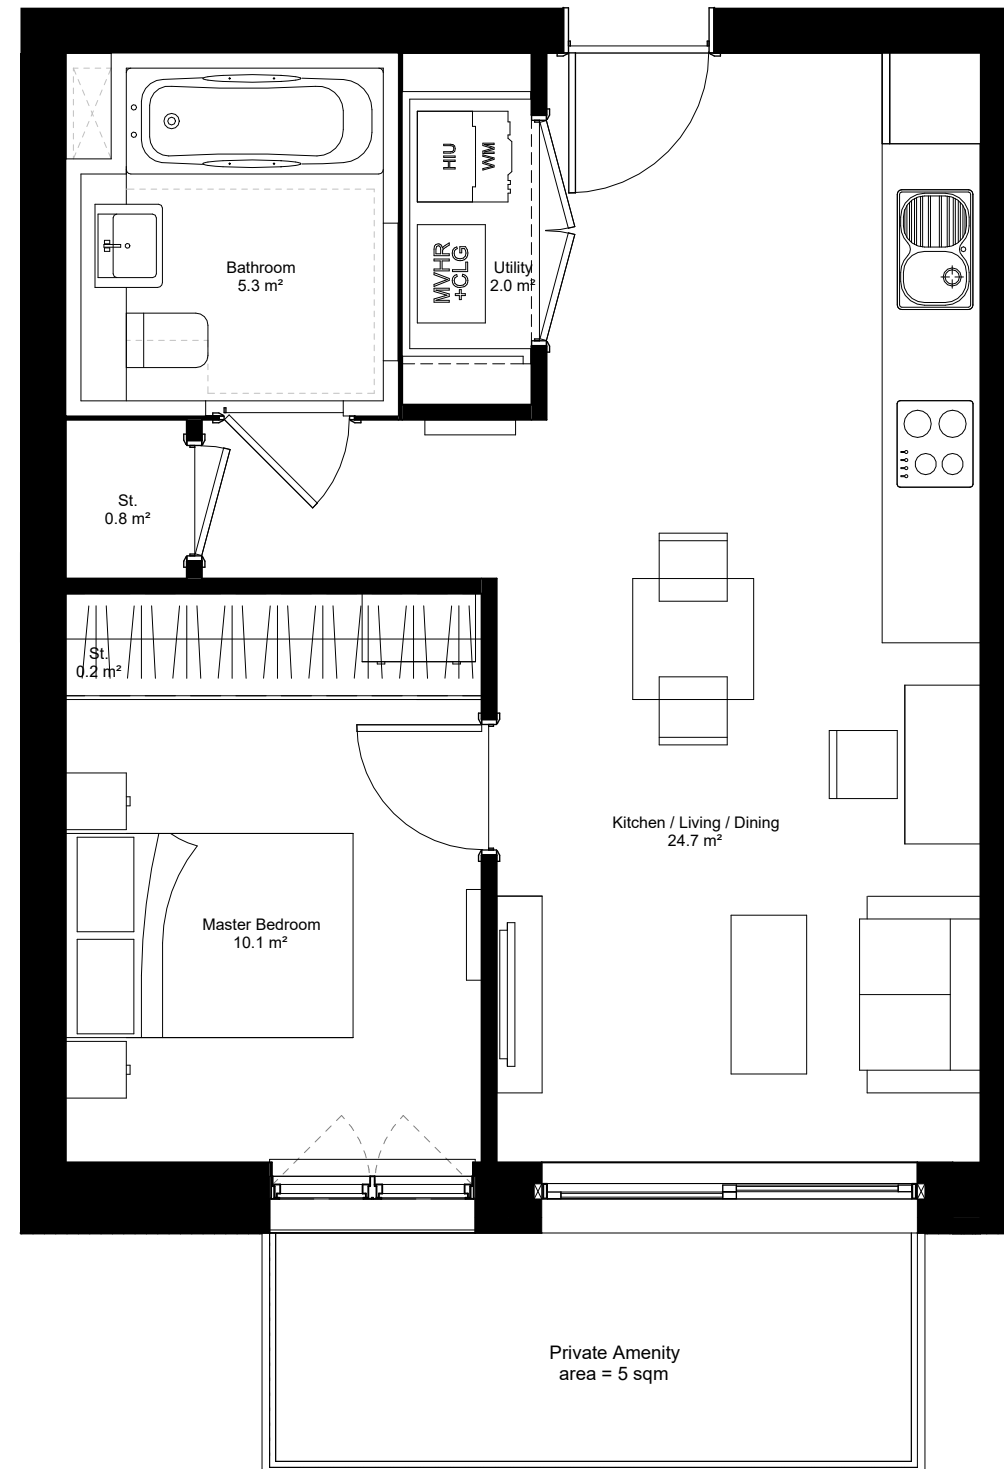 HIU
WM
MVHR
+CLG
Utility
2.0 m²
Bathroom
5.3 m²
St.
0.8 m²
St.
0.2 m²
Kitchen / Living / Dining
24.7 m²
Master Bedroom
10.1 m²
Private Amenity
area = 5 sqm